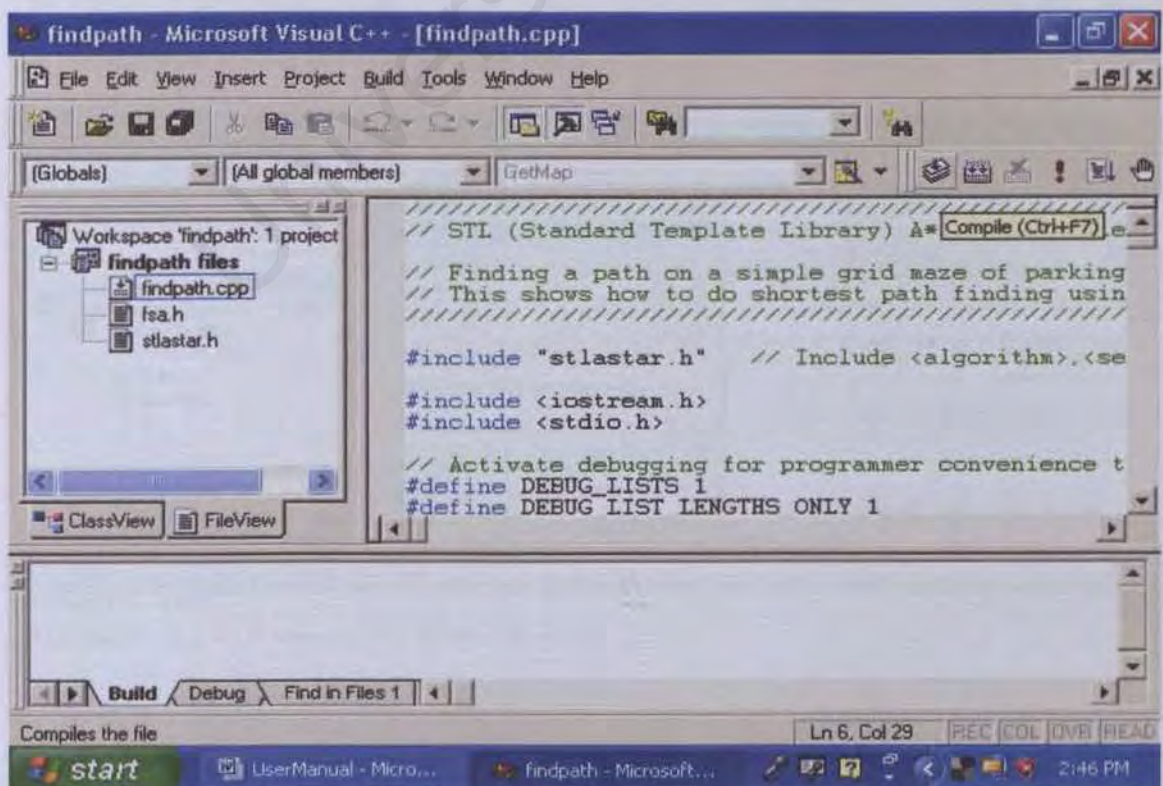 findpath - Microsoft Visual C++ - [findpath.cpp]
File Edit View Insert Project Build Tools Window Help
(Globals) (All global members) GetMap
Workspace 'findpath': 1 project
findpath files
findpath.cpp
fsa.h
stlastar.h
ClassView FileView
////////////////////////////////////////////////////////////
// STL (Standard Template Library) A*
Compile (Ctrl+F7)
// Finding a path on a simple grid maze of parking
// This shows how to do shortest path finding usin
////////////////////////////////////////////////////////////
#include "stlastar.h" // Include <algorithm>,<se
#include <iostream.h>
#include <stdio.h>
// Activate debugging for programmer convenience t
#define DEBUG_LISTS 1
#define DEBUG_LIST_LENGTHS_ONLY 1
Build Debug Find in Files 1
Compiles the file
Ln 6, Col 29 REC COL OVR READ
start UserManual - Micro... findpath - Microsoft... 2:46 PM